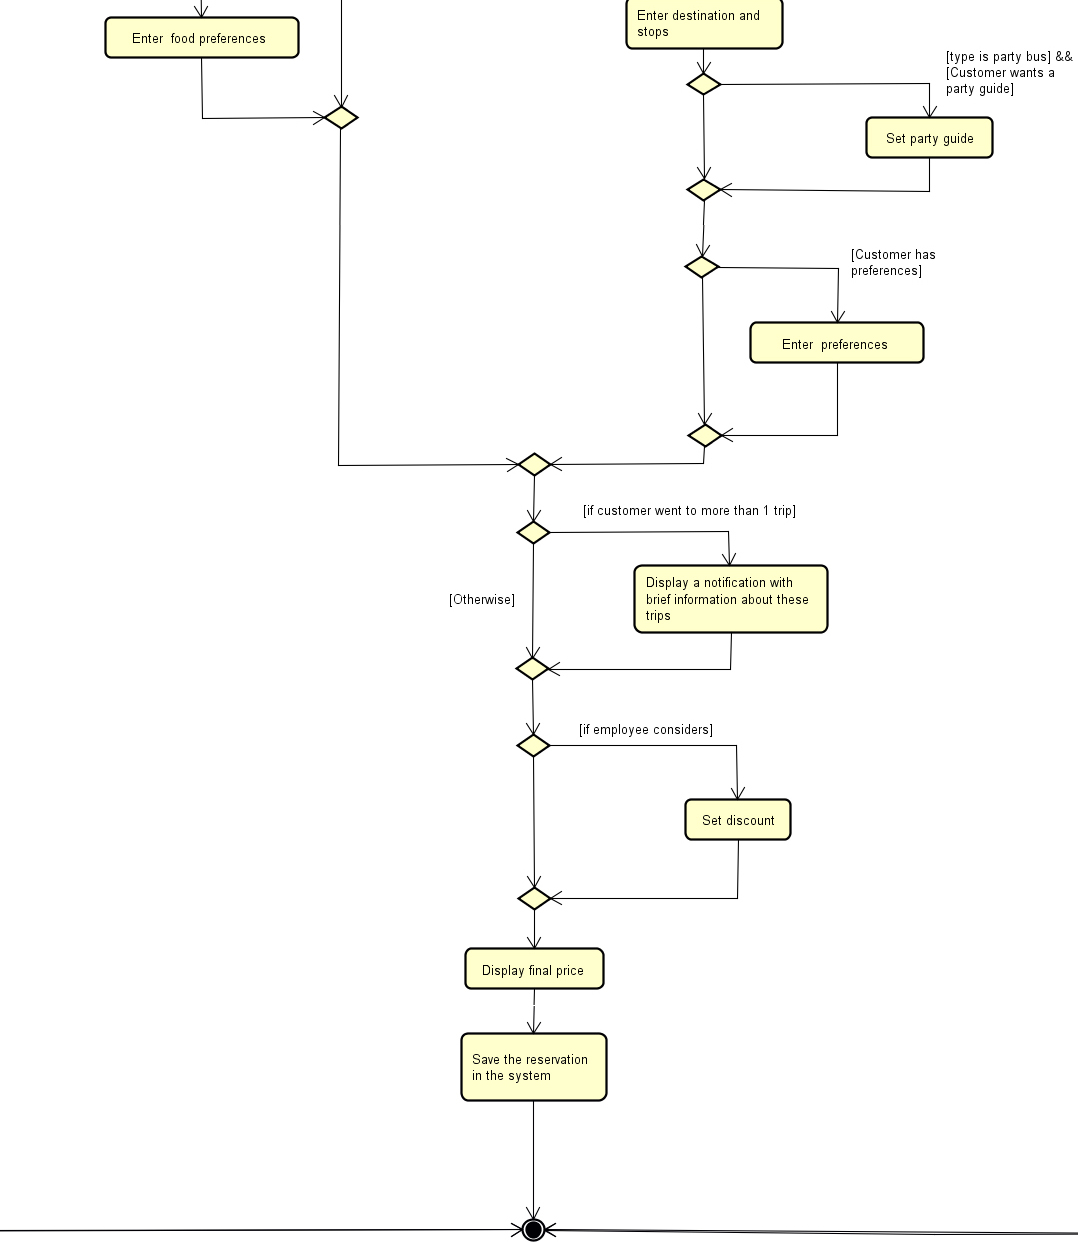 Enter destination and
stops
Enter  food preferences
[type is party bus] &&
[Customer wants a
party guide]
Set party guide
[Customer has
preferences]
Enter  preferences
[if customer went to more than 1 trip]
Display a notification with
brief information about these
trips
[Otherwise]
[if employee considers]
Set discount
Display final price
Save the reservation
in the system